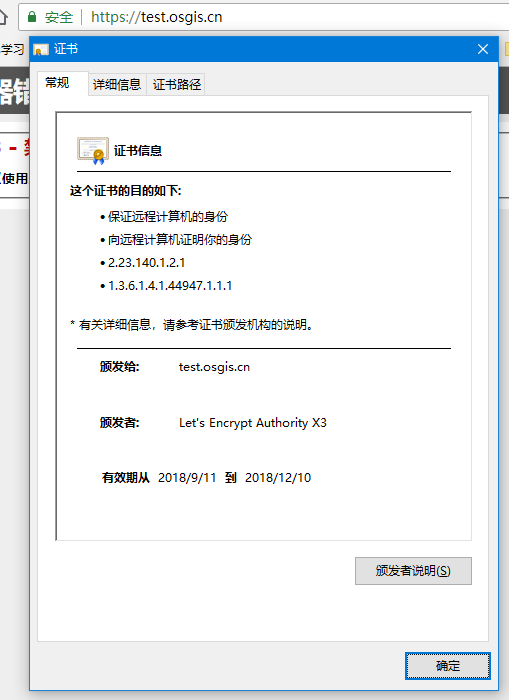 安全 https://test.osgis.cn
学习
证书
常规 详细信息 证书路径
器错
证书信息
使用
这个证书的目的如下:
• 保证远程计算机的身份
• 向远程计算机证明你的身份
• 2.23.140.1.2.1
• 1.3.6.1.4.1.44947.1.1.1
* 有关详细信息，请参考证书颁发机构的说明。
颁发给: test.osgis.cn
颁发者: Let's Encrypt Authority X3
有效期从 2018/9/11 到 2018/12/10
颁发者说明(S)
确定